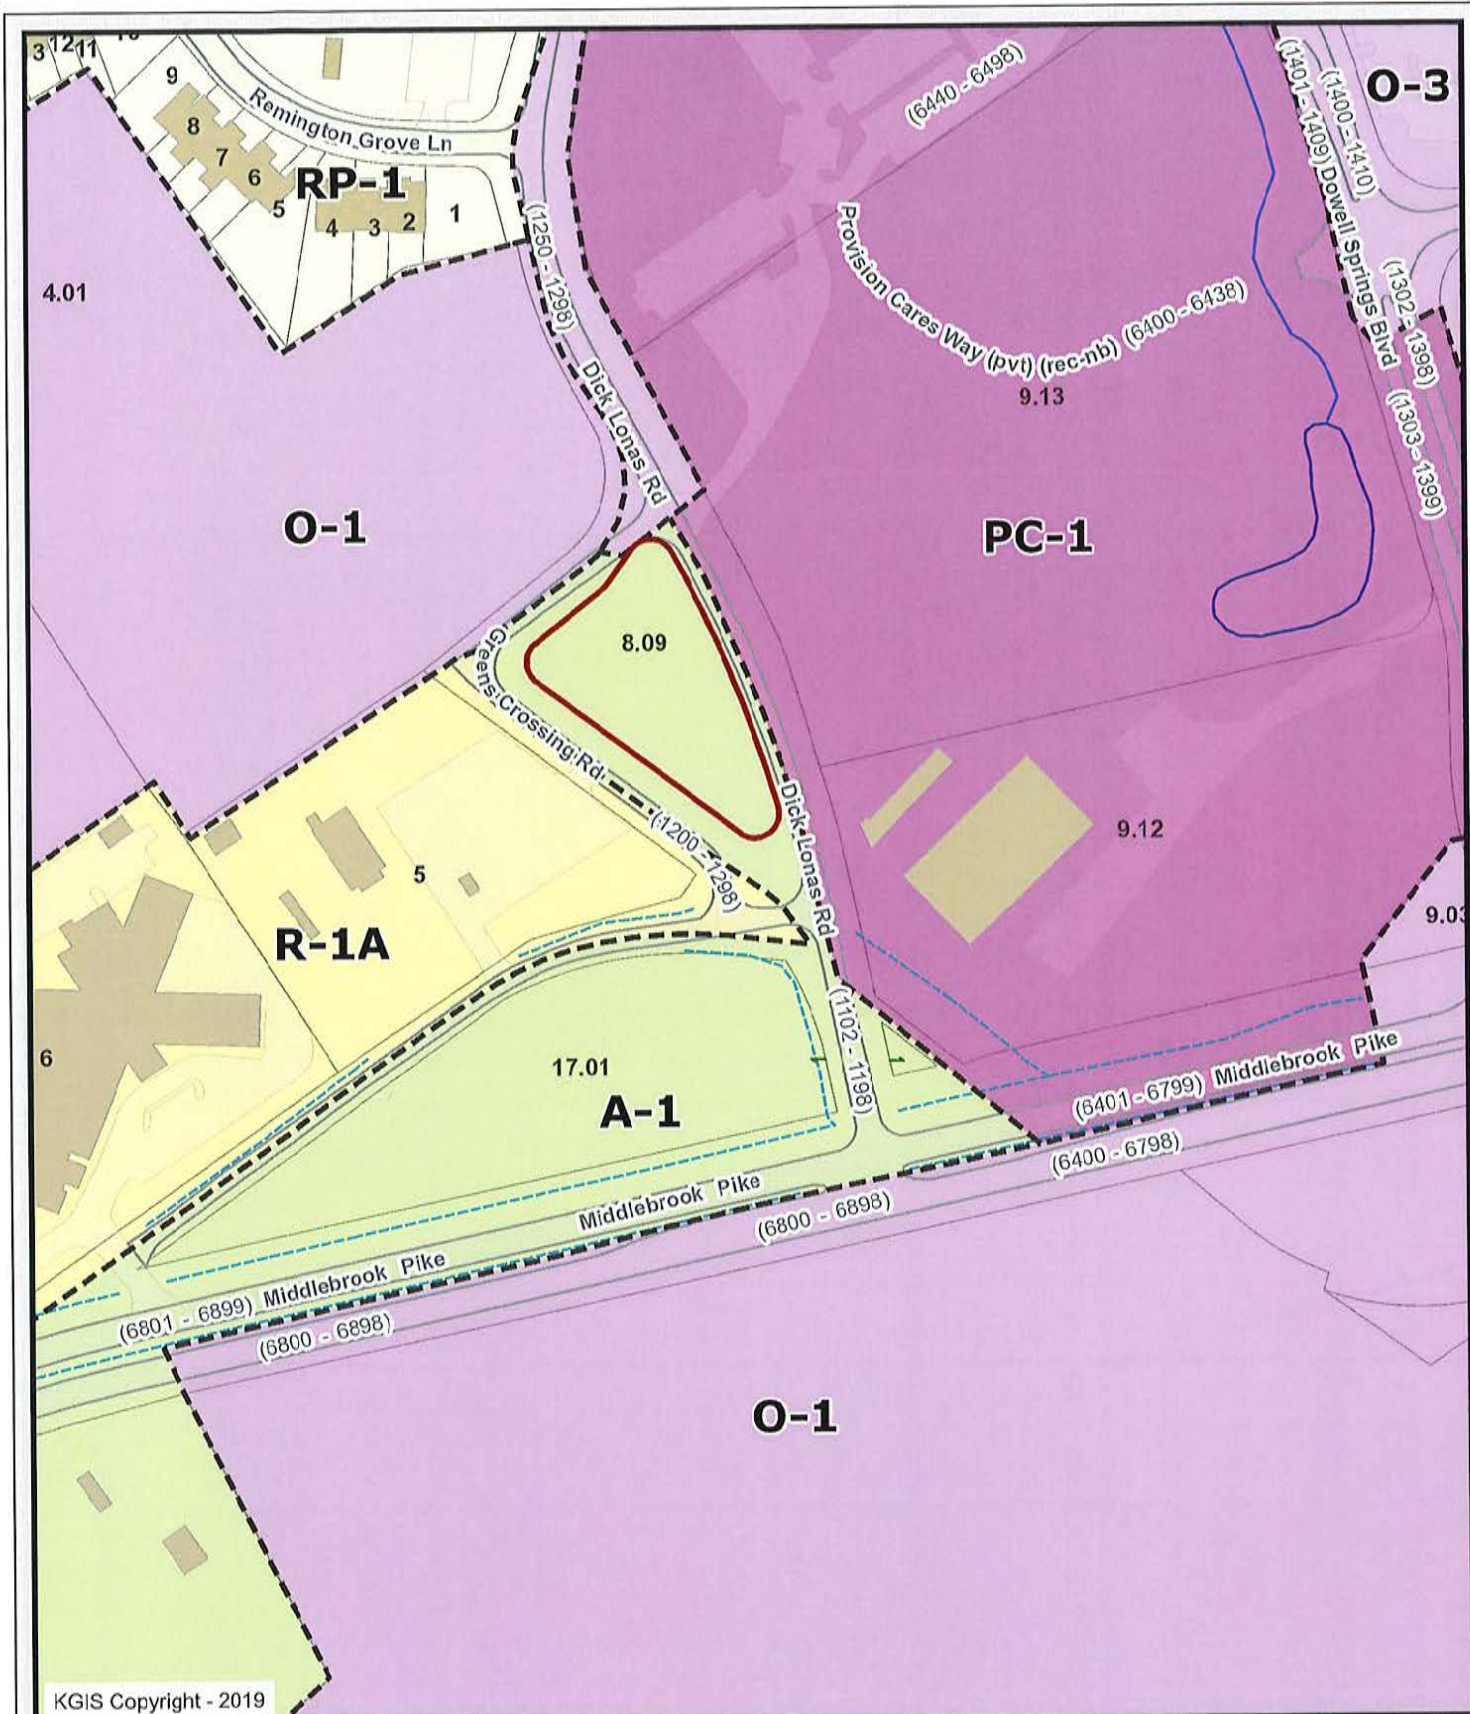 3
12
11
9
Remington Grove Ln
8
7
6
5
RP-1
4
3
2
1
(1250 - 1298)
4.01
(6440 - 6498)
O-3
(1401 - 1409)
(1400 - 1410)
Dowell Springs Blvd
(1302 - 1398)
(1303 - 1399)
Provision Cares Way (pvt) (rec-nb) (6400 - 6438)
9.13
Dick Lonas Rd
O-1
PC-1
8.09
Greens Crossing Rd
(1200 - 1298)
Dick Lonas Rd
9.12
5
R-1A
9.03
6
17.01
A-1
1
1
(1102 - 1198)
(6401 - 6799) Middlebrook Pike
(6400 - 6798)
Middlebrook Pike
(6800 - 6898)
(6801 - 6899) Middlebrook Pike
(6800 - 6898)
O-1
KGIS Copyright - 2019